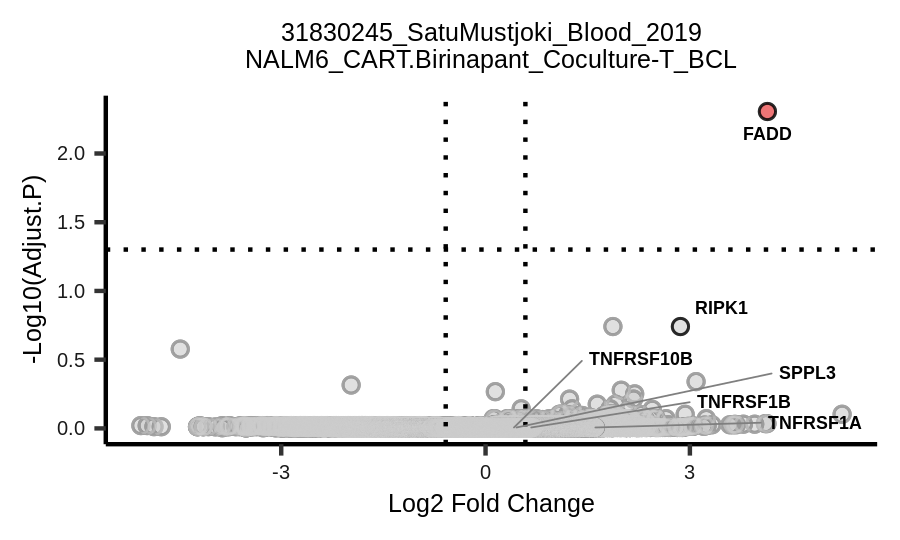 31830245_SatuMustjoki_Blood_2019
NALM6_CART.Birinapant_Coculture-T_BCL
-Log10(Adjust.P)
2.0
1.5
1.0
0.5
0.0
FADD
RIPK1
TNFRSF10B
SPPL3
TNFRSF1B
TNFRSF1A
-3
0
3
Log2 Fold Change